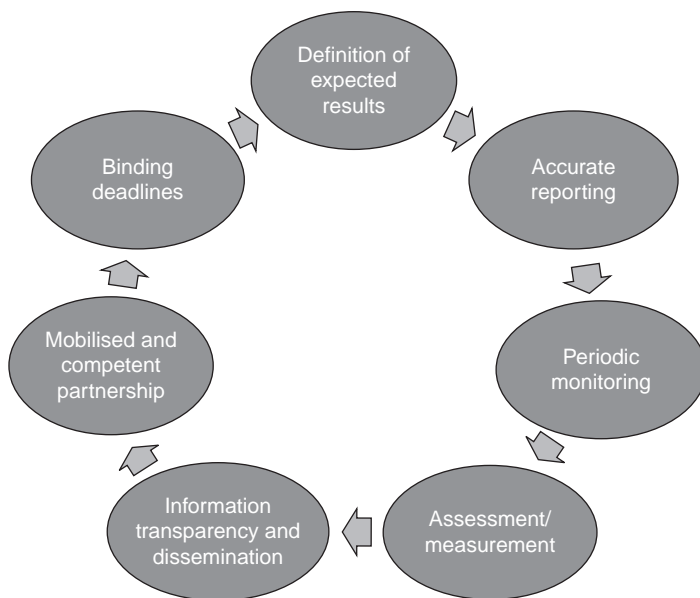 Definition of
expected
results
Accurate
reporting
Periodic
monitoring
Assessment/
measurement
Information
transparency and
dissemination
Mobilised and
competent
partnership
Binding
deadlines